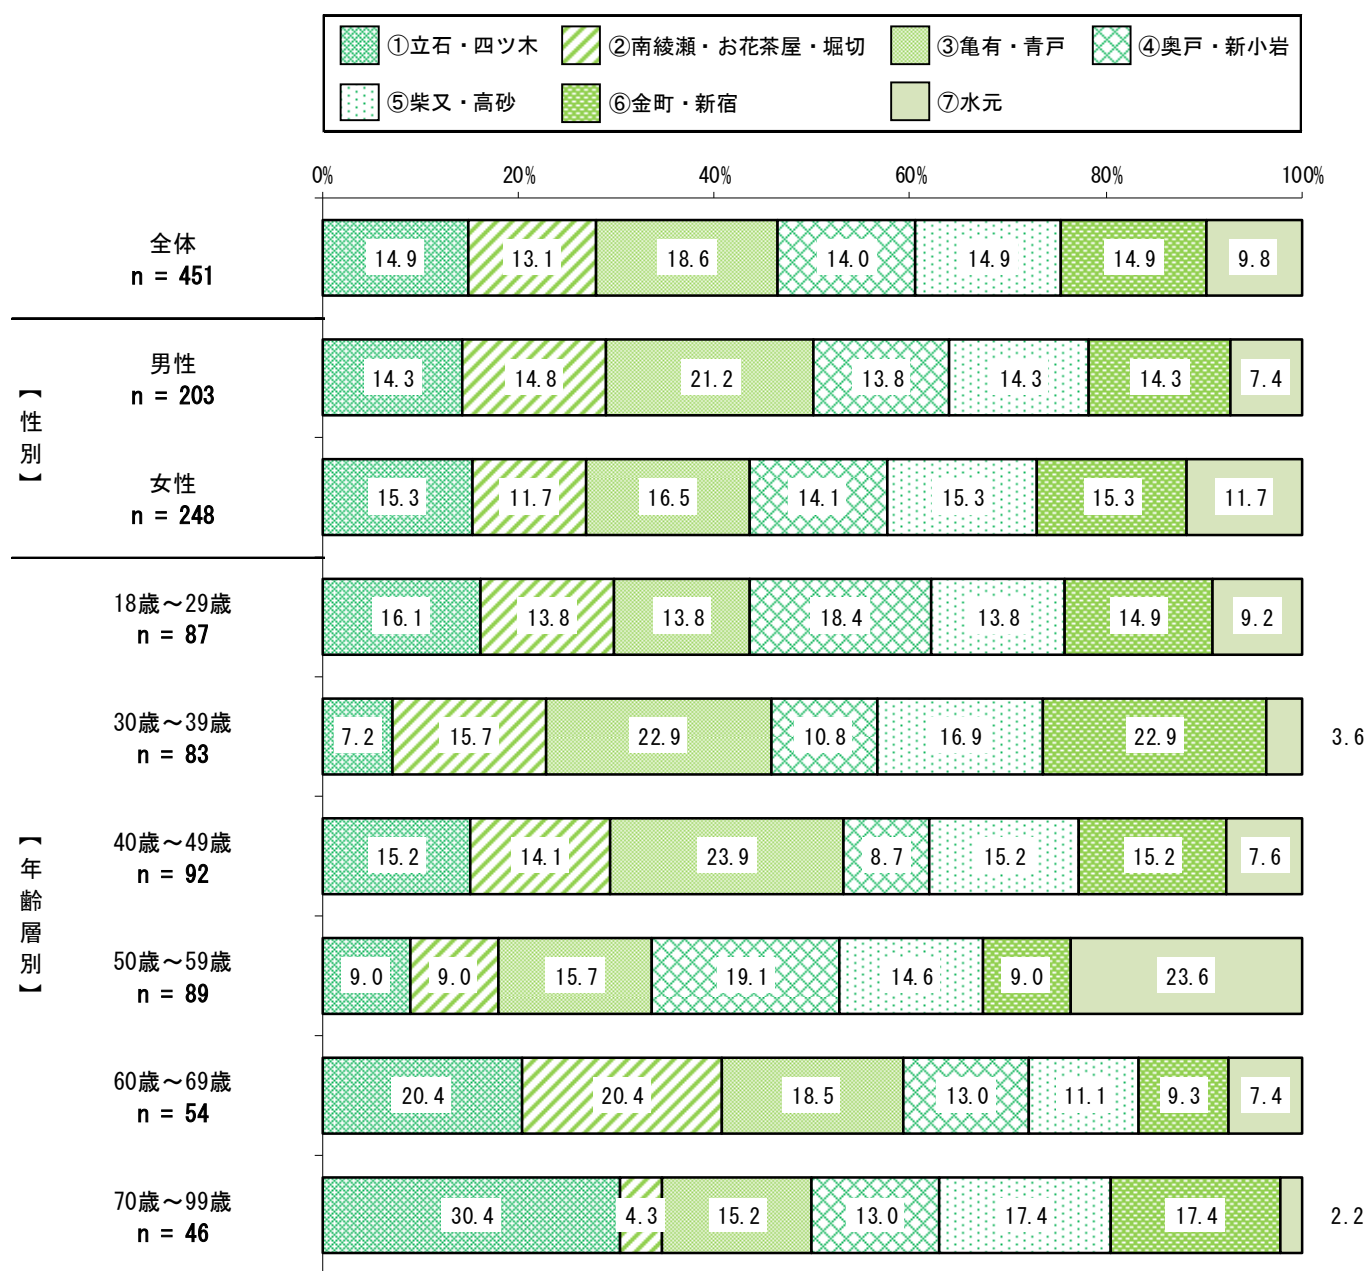 ①立石・四ツ木 ②南綾瀬・お花茶屋・堀切 ③亀有・青戸 ④奥戸・新小岩
⑤柴又・高砂 ⑥金町・新宿 ⑦水元
0% 20% 40% 60% 80% 100%
全体
n = 451
14.9 13.1 18.6 14.0 14.9 14.9 9.8
【性別】
男性
n = 203
14.3 14.8 21.2 13.8 14.3 14.3 7.4
女性
n = 248
15.3 11.7 16.5 14.1 15.3 15.3 11.7
【年齢層別】
18歳～29歳
n = 87
16.1 13.8 13.8 18.4 13.8 14.9 9.2
30歳～39歳
n = 83
7.2 15.7 22.9 10.8 16.9 22.9 3.6
40歳～49歳
n = 92
15.2 14.1 23.9 8.7 15.2 15.2 7.6
50歳～59歳
n = 89
9.0 9.0 15.7 19.1 14.6 9.0 23.6
60歳～69歳
n = 54
20.4 20.4 18.5 13.0 11.1 9.3 7.4
70歳～99歳
n = 46
30.4 4.3 15.2 13.0 17.4 17.4 2.2